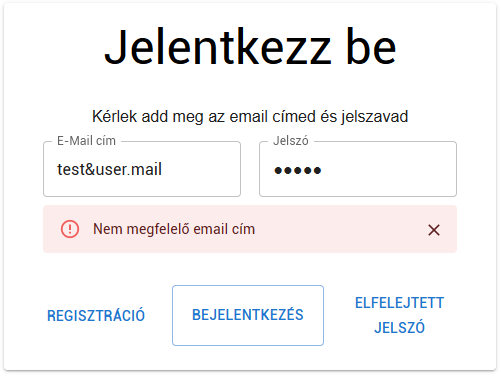 Jelentkezz be
Kérlek add meg az email címed és jelszavad
E-Mail cím
Jelszó
test&user.mail
●●●●●
Nem megfelelő email cím
REGISZTRÁCIÓ
BEJELENTKEZÉS
ELFELEJTETT
JELSZÓ